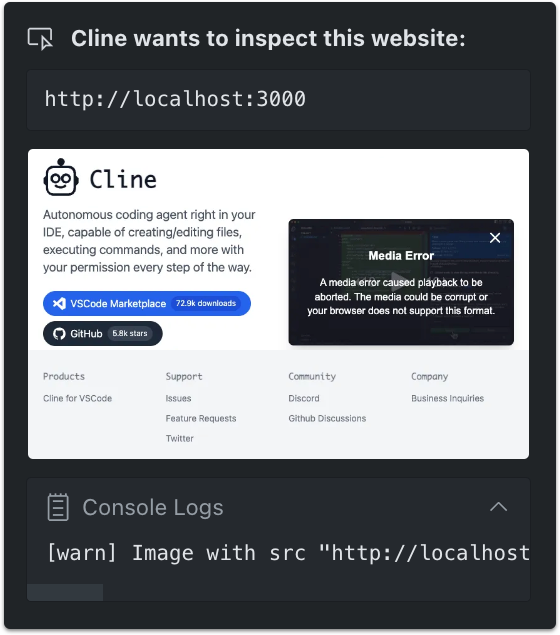 Cline wants to inspect this website:
http://localhost:3000
Cline
Autonomous coding agent right in your
IDE, capable of creating/editing files,
executing commands, and more with
your permission every step of the way.
VSCode Marketplace 72.9k downloads
GitHub 5.8k stars
Media Error
A media error caused playback to be
aborted. The media could be corrupt or
your browser does not support this format.
Products
Cline for VSCode
Support
Issues
Feature Requests
Twitter
Community
Discord
Github Discussions
Company
Business Inquiries
Console Logs
[warn] Image with src "http://localhost